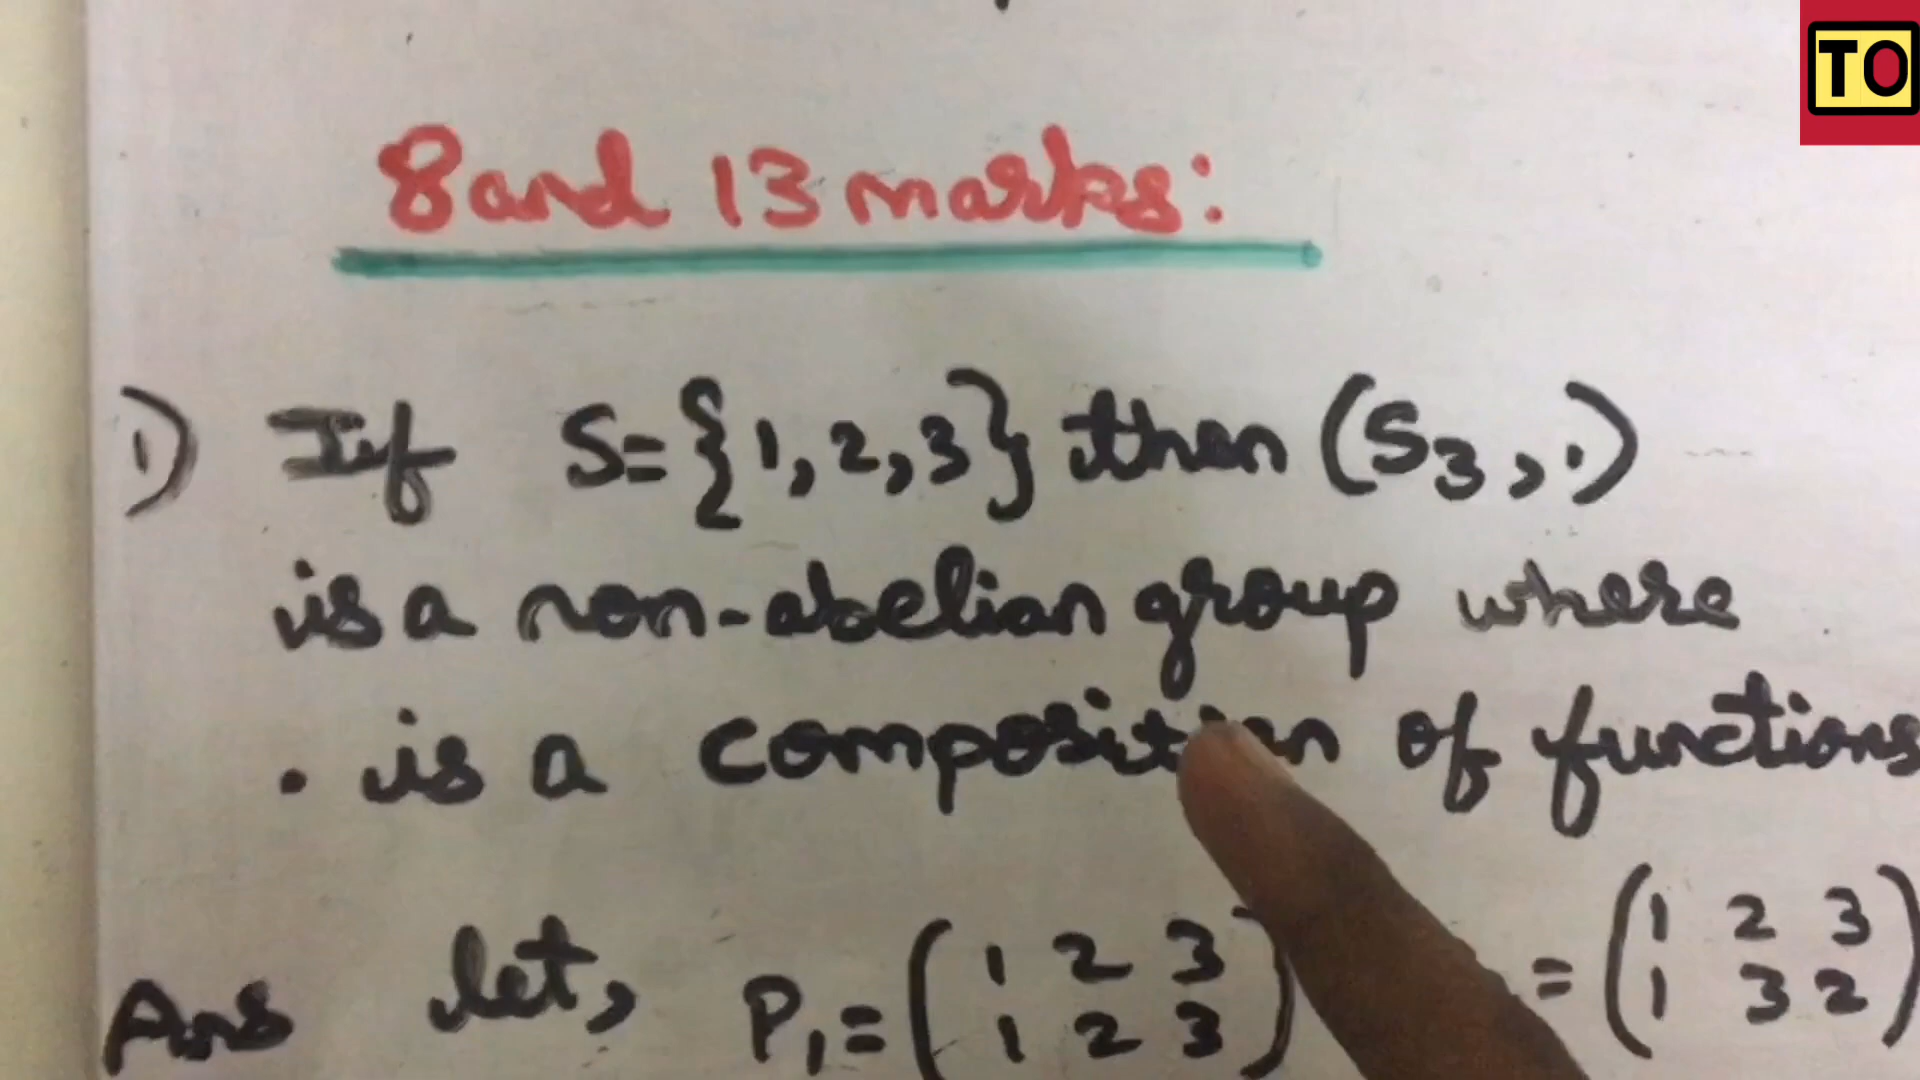 TO
8 and 13 marks:
1) If S={1,2,3} then (S3, .)
is a non-abelian group where
. is a composition of functions
Ans let, P1 = (1 2 3 = (1 2 3)
1 2 3) 1 3 2